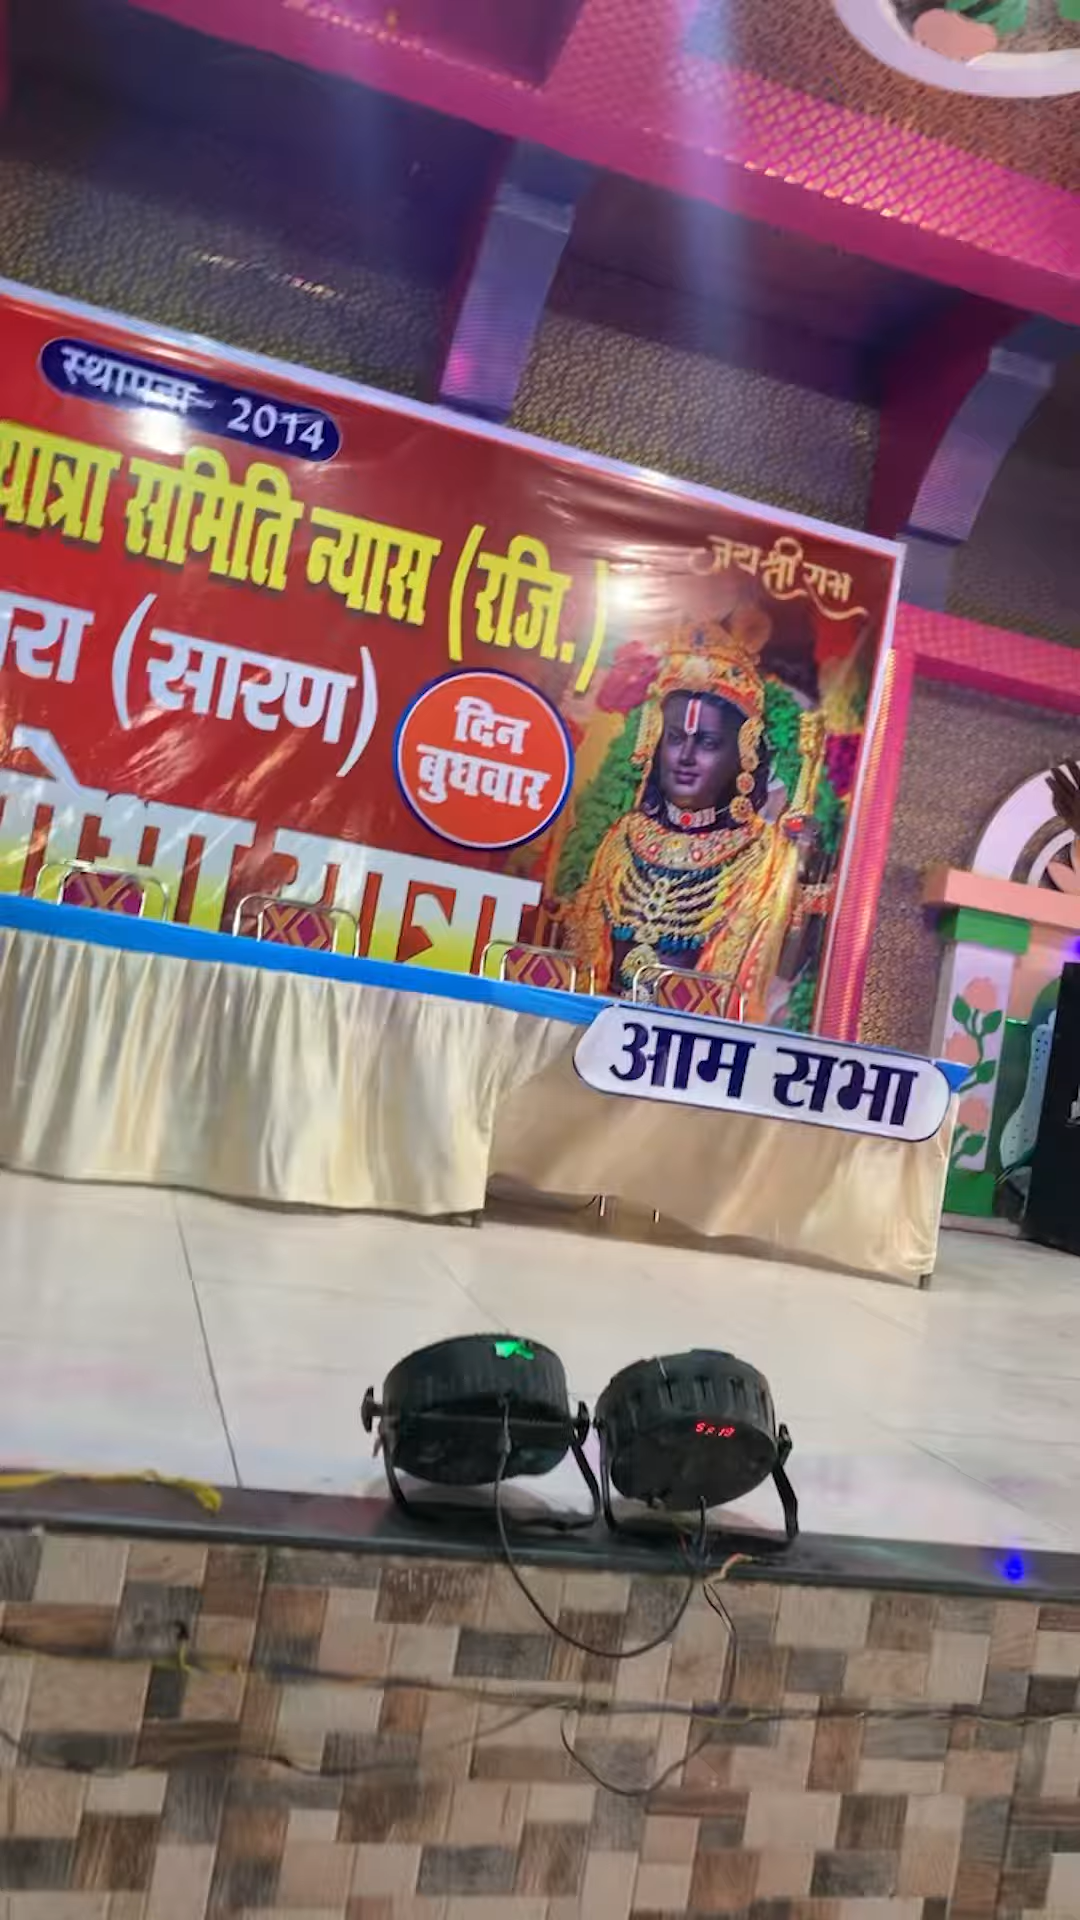 स्थापना- 2014
यात्रा समिति न्यास (रजि.)
जय श्री राम
(सारण)
दिन
बुधवार
यात्रा
आम सभा